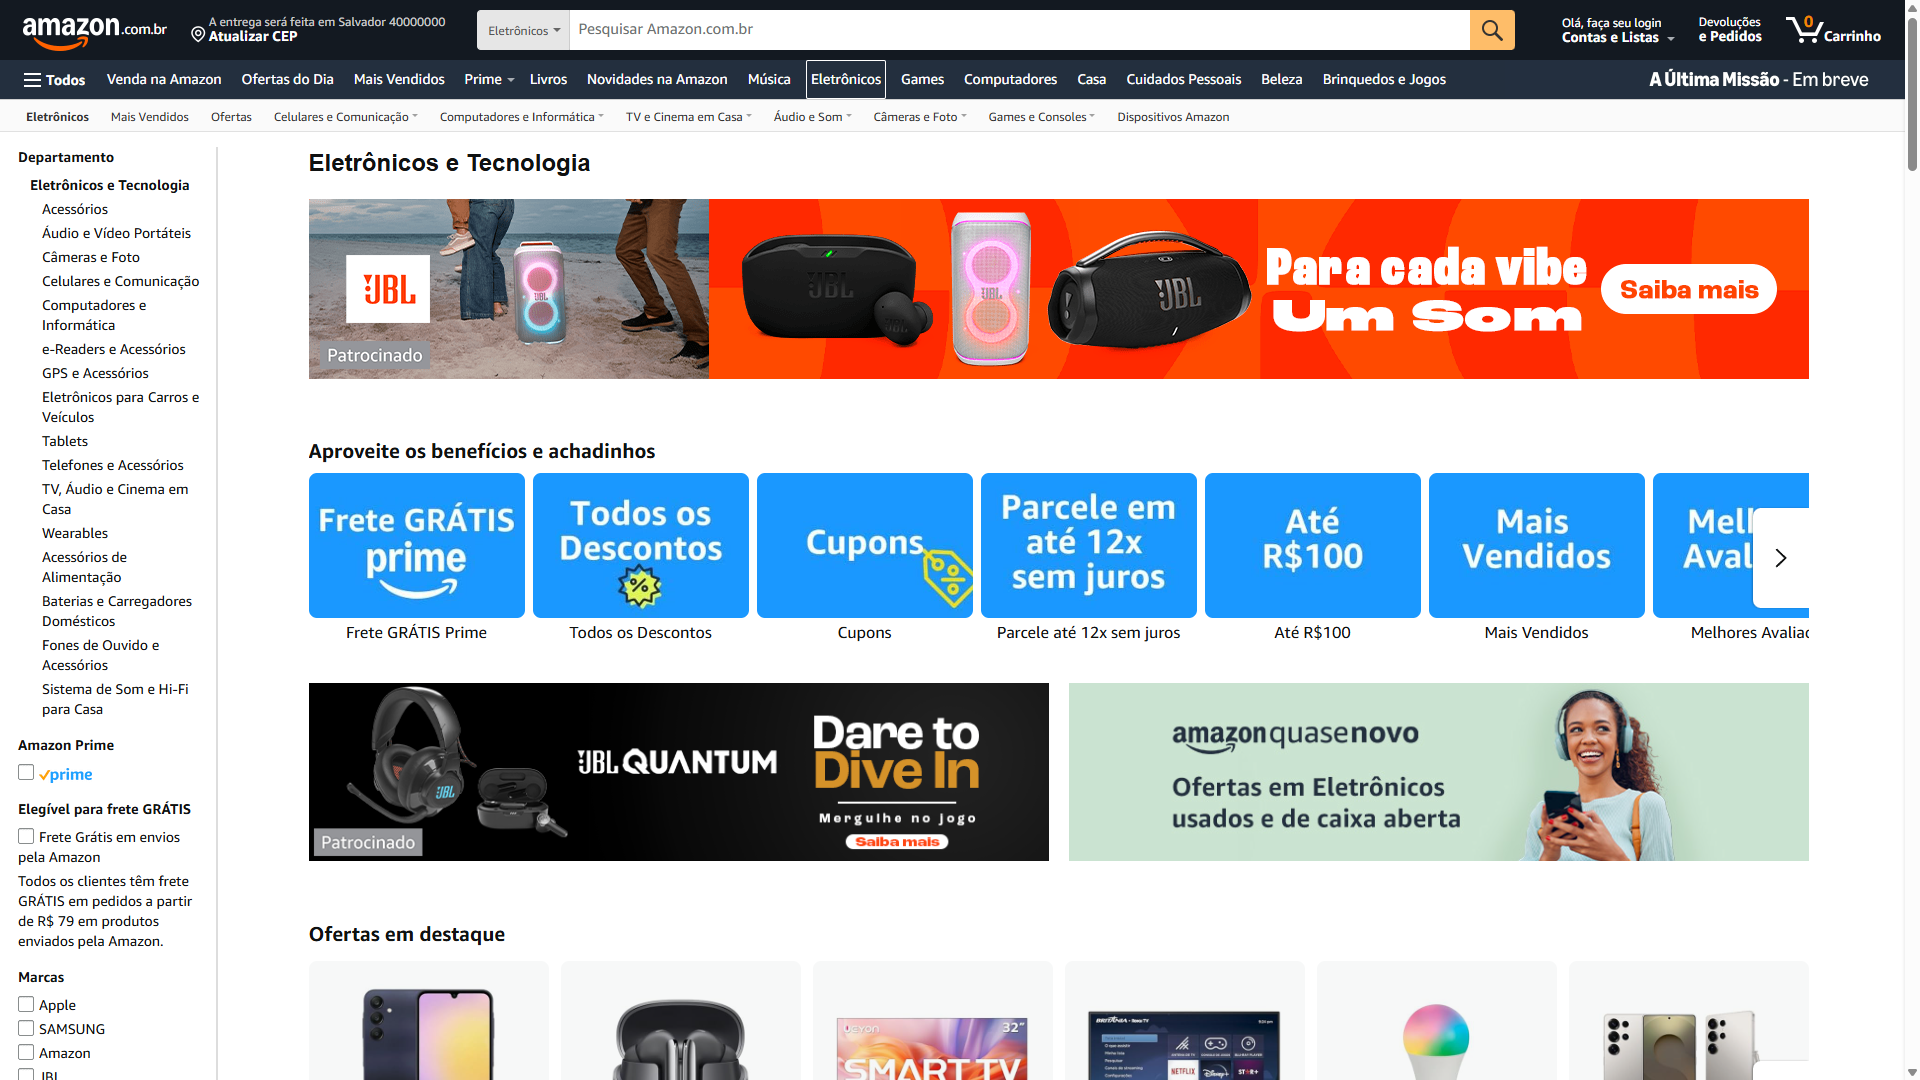 amazon.com.br
A entrega será feita em Salvador 40000000
Atualizar CEP
Eletrônicos
Pesquisar Amazon.com.br
Olá, faça seu login
Contas e Listas
Devoluções
e Pedidos
0
Carrinho
Todos
Venda na Amazon
Ofertas do Dia
Mais Vendidos
Prime
Livros
Novidades na Amazon
Música
Eletrônicos
Games
Computadores
Casa
Cuidados Pessoais
Beleza
Brinquedos e Jogos
A Última Missão - Em breve
Eletrônicos
Mais Vendidos
Ofertas
Celulares e Comunicação
Computadores e Informática
TV e Cinema em Casa
Áudio e Som
Câmeras e Foto
Games e Consoles
Dispositivos Amazon
Departamento
Eletrônicos e Tecnologia
Acessórios
Áudio e Vídeo Portáteis
Câmeras e Foto
Celulares e Comunicação
Computadores e
Informática
e-Readers e Acessórios
GPS e Acessórios
Eletrônicos para Carros e
Veículos
Tablets
Telefones e Acessórios
TV, Áudio e Cinema em
Casa
Wearables
Acessórios de
Alimentação
Baterias e Carregadores
Domésticos
Fones de Ouvido e
Acessórios
Sistema de Som e Hi-Fi
para Casa
Amazon Prime
prime
Elegível para frete GRÁTIS
Frete Grátis em envios
pela Amazon
Todos os clientes têm frete
GRÁTIS em pedidos a partir
de R$ 79 em produtos
enviados pela Amazon.
Marcas
Apple
SAMSUNG
Amazon
JBL
Eletrônicos e Tecnologia
JBL
JBL
Patrocinado
JBL
JBL
JBL
JBL
Para cada vibe
Um Som
Saiba mais
Aproveite os benefícios e achadinhos
Frete GRÁTIS
prime
Frete GRÁTIS Prime
Todos os
Descontos
%
Todos os Descontos
Cupons
%
Cupons
Parcele em
até 12x
sem juros
Parcele até 12x sem juros
Até
R$100
Até R$100
Mais
Vendidos
Mais Vendidos
Mell
Aval
Melhores Avaliac
JBL
JBL QUANTUM
Dare to
Dive In
Mergulhe no jogo
Saiba mais
Patrocinado
amazon quase novo
Ofertas em Eletrônicos
usados e de caixa aberta
Ofertas em destaque
32"
SMART TV
BRITÂNIA
Roku TV
NETFLIX
Disney+
STAR+